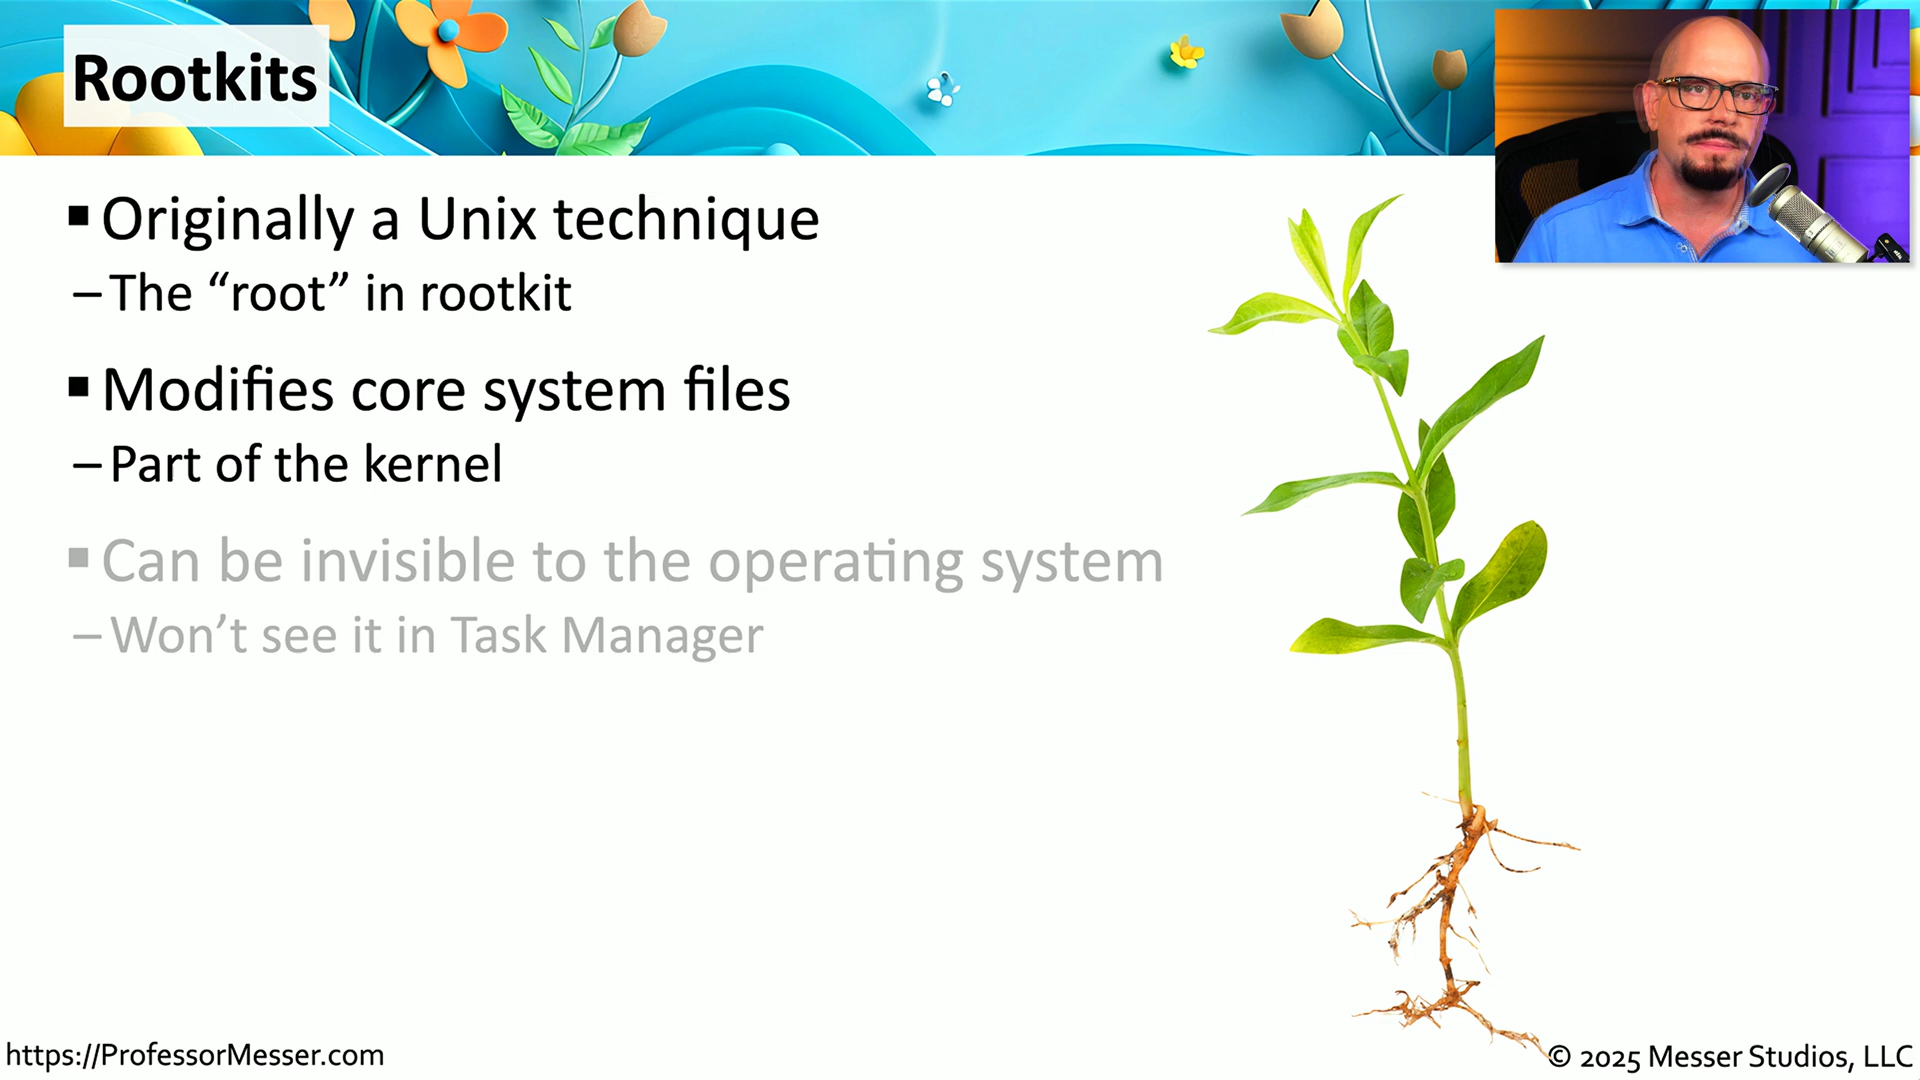 Rootkits
▪ Originally a Unix technique
– The “root” in rootkit
▪ Modifies core system files
– Part of the kernel
▪ Can be invisible to the operating system
– Won’t see it in Task Manager
https://ProfessorMesser.com
© 2025 Messer Studios, LLC